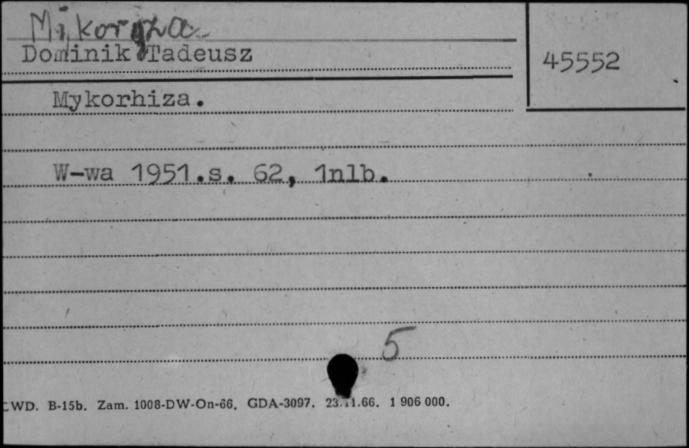 Mikoryza
Dominik Tadeusz
45552
Mykorhiza.
W-wa 1951.s. 62, 1nlb.
5
CWD. B-15b. Zam. 1008-DW-On-66. GDA-3097. 23.11.66. 1 906 000.